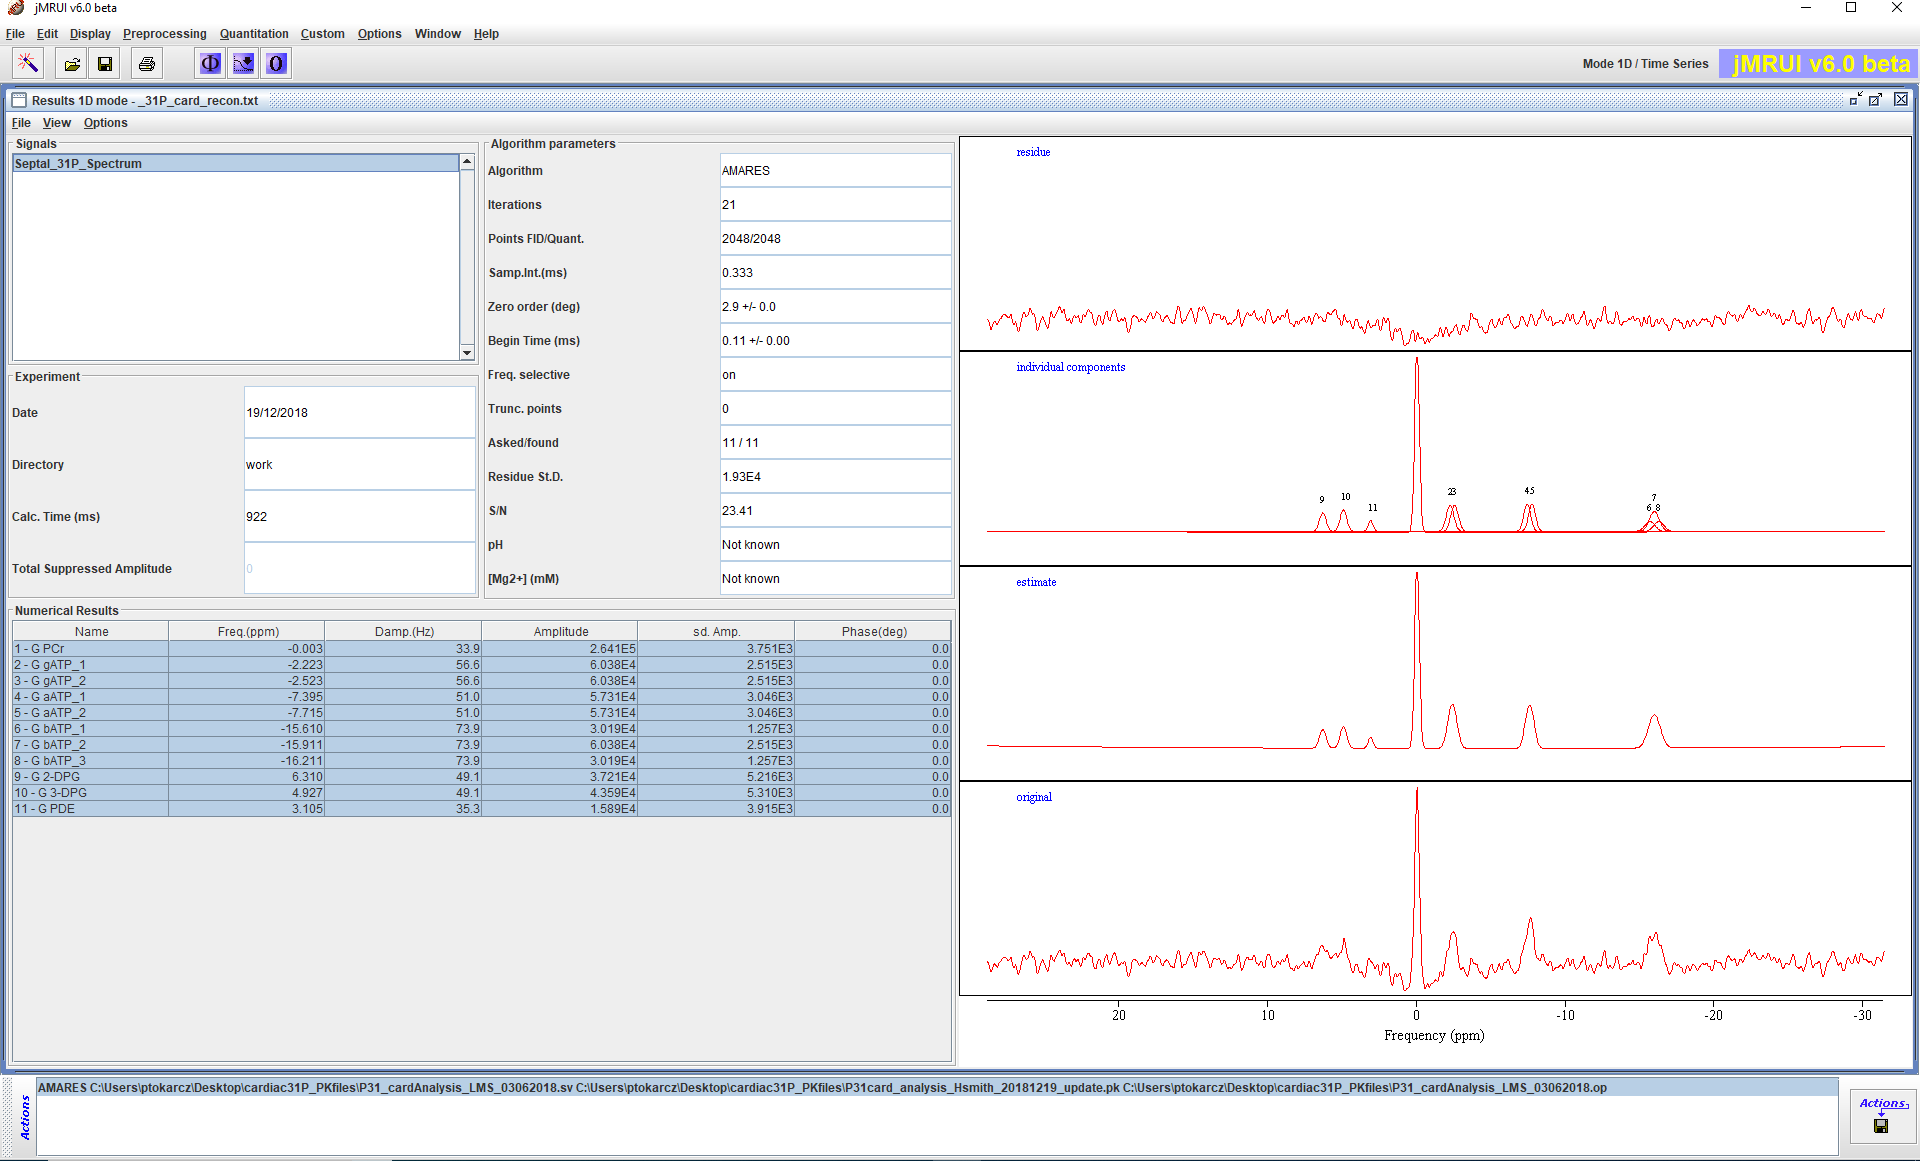 jMRUI v6.0 beta
File Edit Display Preprocessing Quantitation Custom Options Window Help
Φ 0 Mode 1D / Time Series jMRUI v6.0 beta
Results 1D mode - _31P_card_recon.txt
File View Options
Signals
Septal_31P_Spectrum
Experiment
Date 19/12/2018
Directory work
Calc. Time (ms) 922
Total Suppressed Amplitude 0
Algorithm parameters
Algorithm AMARES
Iterations 21
Points FID/Quant. 2048/2048
Samp.Int.(ms) 0.333
Zero order (deg) 2.9 +/- 0.0
Begin Time (ms) 0.11 +/- 0.00
Freq. selective on
Trunc. points 0
Asked/found 11 / 11
Residue St.D. 1.93E4
S/N 23.41
pH Not known
[Mg2+] (mM) Not known
Numerical Results
Name Freq.(ppm) Damp.(Hz) Amplitude sd. Amp. Phase(deg)
1 - G PCr -0.003 33.9 2.641E5 3.751E3 0.0
2 - G gATP_1 -2.223 56.6 6.038E4 2.515E3 0.0
3 - G gATP_2 -2.523 56.6 6.038E4 2.515E3 0.0
4 - G aATP_1 -7.395 51.0 5.731E4 3.046E3 0.0
5 - G aATP_2 -7.715 51.0 5.731E4 3.046E3 0.0
6 - G bATP_1 -15.610 73.9 3.019E4 1.257E3 0.0
7 - G bATP_2 -15.911 73.9 6.038E4 2.515E3 0.0
8 - G bATP_3 -16.211 73.9 3.019E4 1.257E3 0.0
9 - G 2-DPG 6.310 49.1 3.721E4 5.216E3 0.0
10 - G 3-DPG 4.927 49.1 4.359E4 5.310E3 0.0
11 - G PDE 3.105 35.3 1.589E4 3.915E3 0.0
residue
individual components
9 10 11 23 45 7
6 8
estimate
original
20 10 0 -10 -20 -30
Frequency (ppm)
Actions
AMARES C:\Users\ptokarcz\Desktop\cardiac31P_PKfiles\P31_cardAnalysis_LMS_03062018.sv C:\Users\ptokarcz\Desktop\cardiac31P_PKfiles\P31card_analysis_Hsmith_20181219_update.pk C:\Users\ptokarcz\Desktop\cardiac31P_PKfiles\P31_cardAnalysis_LMS_03062018.op
Actions